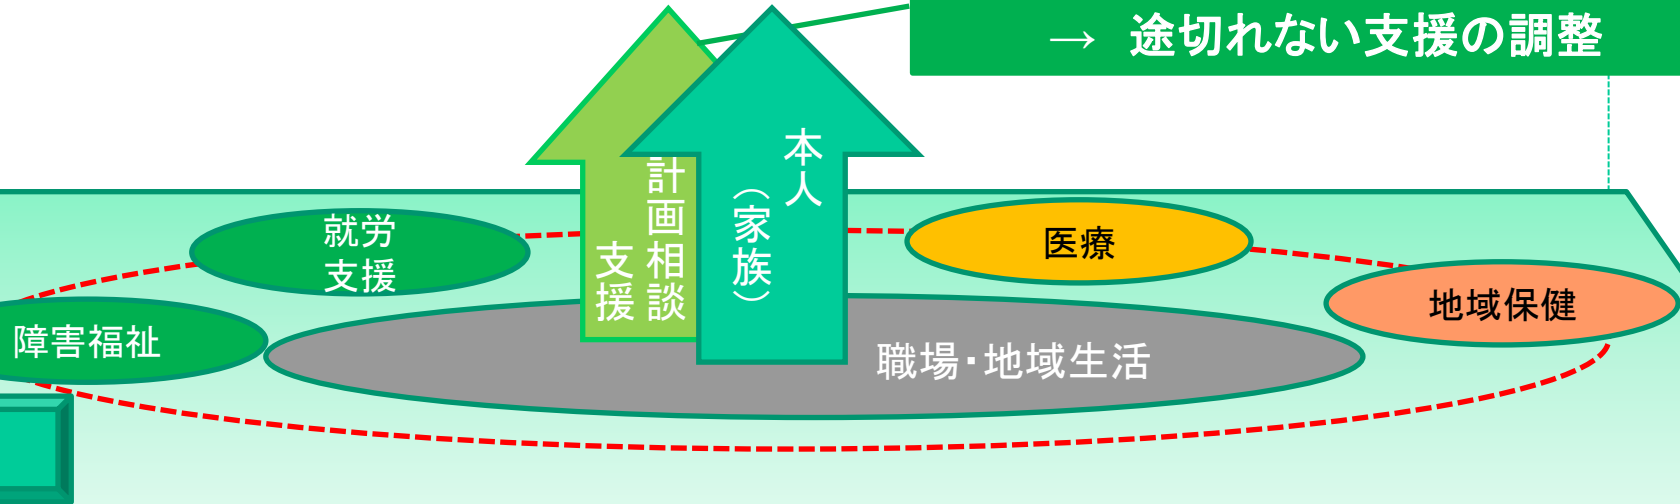 → 途切れない支援の調整
本人
（家族）
計画相談
支援
就労
支援
医療
地域保健
障害福祉
職場・地域生活